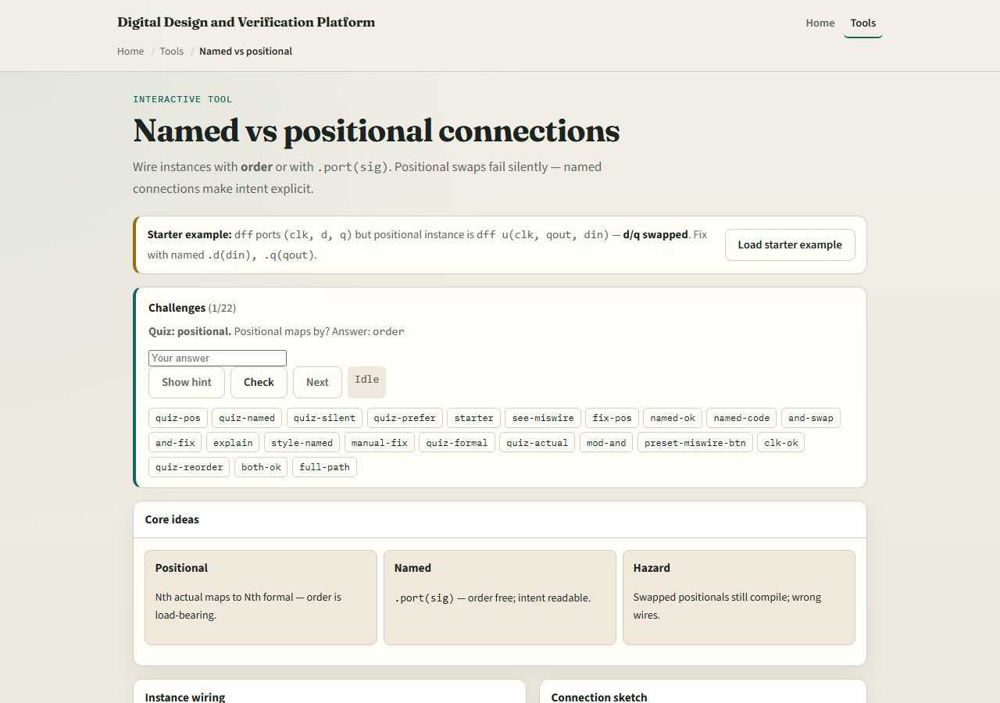 Digital Design and Verification Platform
Home Tools
Home / Tools / Named vs positional
INTERACTIVE TOOL
Named vs positional connections
Wire instances with order or with .port(sig). Positional swaps fail silently — named
connections make intent explicit.
Starter example: dff ports (clk, d, q) but positional instance is dff u(clk, qout, din) — d/q swapped. Fix
with named .d(din), .q(qout).
Load starter example
Challenges (1/22)
Quiz: positional. Positional maps by? Answer: order
Your answer
Show hint Check Next Idle
quiz-pos quiz-named quiz-silent quiz-prefer starter see-miswire fix-pos named-ok named-code and-swap
and-fix explain style-named manual-fix quiz-formal quiz-actual mod-and preset-miswire-btn clk-ok
quiz-reorder both-ok full-path
Core ideas
Positional
Nth actual maps to Nth formal — order is
load-bearing.
Named
.port(sig) — order free; intent readable.
Hazard
Swapped positionals still compile; wrong
wires.
Instance wiring
Connection sketch